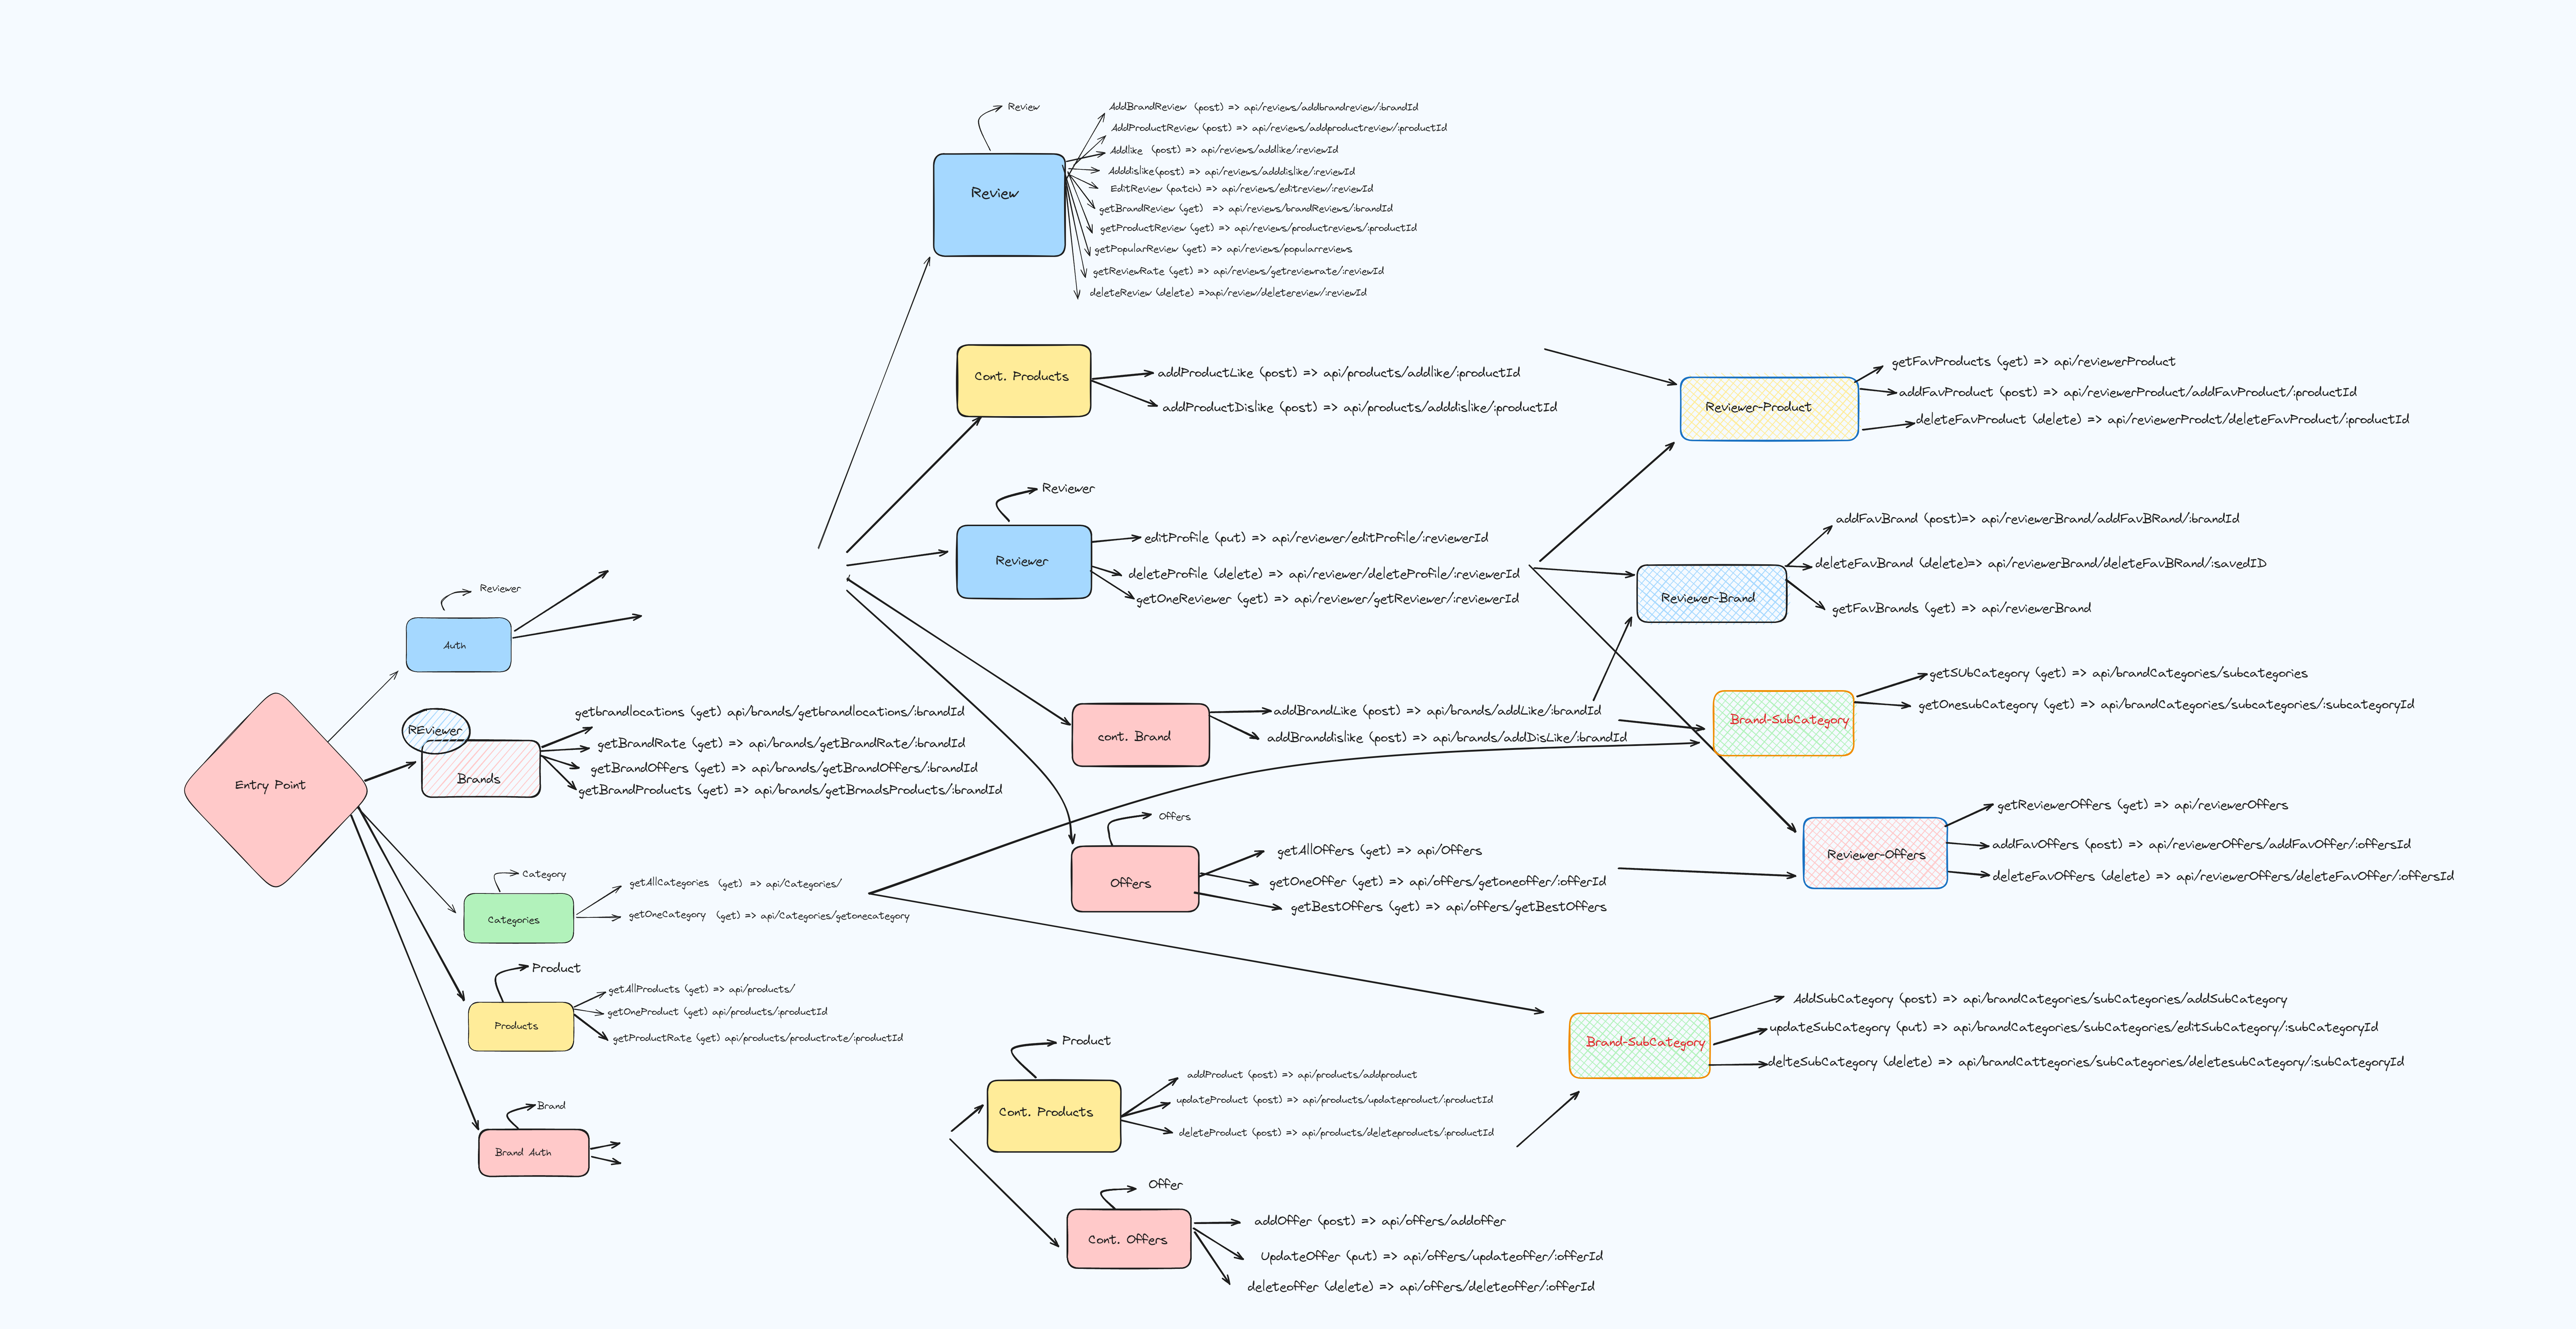 Review
Review
AddBrandReview (post) => api/reviews/addbrandreview/:brandId
AddProductReview (post) => api/reviews/addproductreview/:productId
Addlike (post) => api/reviews/addlike/:reviewId
Adddislike(post) => api/reviews/adddislike/:reviewId
EditReview (patch) => api/reviews/editreview/:reviewId
getBrandReview (get) => api/reviews/brandReviews/:brandId
getProductReview (get) => api/reviews/productreviews/:productId
getPopularReview (get) => api/reviews/popularreviews
getReviewRate (get) => api/reviews/getreviewrate/:reviewId
deleteReview (delete) =>api/review/deletereview/:reviewId
Cont. Products
addProductLike (post) => api/products/addlike/:productId
addProductDislike (post) => api/products/adddislike/:productId
Reviewer-Product
getFavProducts (get) => api/reviewerProduct
addFavProduct (post) => api/reviewerProduct/addFavProduct/:productId
deleteFavProduct (delete) => api/reviewerProdct/deleteFavProduct/:productId
Reviewer
Reviewer
editProfile (put) => api/reviewer/editProfile/:reviewerId
deleteProfile (delete) => api/reviewer/deleteProfile/:reviewerId
getOneReviewer (get) => api/reviewer/getReviewer/:reviewerId
Reviewer-Brand
addFavBrand (post)=> api/reviewerBrand/addFavBRand/:brandId
deleteFavBrand (delete)=> api/reviewerBrand/deleteFavBRand/:savedID
getFavBrands (get) => api/reviewerBrand
Reviewer
Auth
Entry Point
REviewer
Brands
getbrandlocations (get) api/brands/getbrandlocations/:brandId
getBrandRate (get) => api/brands/getBrandRate/:brandId
getBrandOffers (get) => api/brands/getBrandOffers/:brandId
getBrandProducts (get) => api/brands/getBrnadsProducts/:brandId
cont. Brand
addBrandLike (post) => api/brands/addLike/:brandId
addBranddislike (post) => api/brands/addDisLike/:brandId
Brand-SubCategory
getSUbCategory (get) => api/brandCategories/subcategories
getOnesubCategory (get) => api/brandCategories/subcategories/:subcategoryId
Offers
Offers
getAllOffers (get) => api/Offers
getOneOffer (get) => api/offers/getoneoffer/:offerId
getBestOffers (get) => api/offers/getBestOffers
Reviewer-Offers
getReviewerOffers (get) => api/reviewerOffers
addFavOffers (post) => api/reviewerOffers/addFavOffer/:offersId
deleteFavOffers (delete) => api/reviewerOffers/deleteFavOffer/:offersId
Category
Categories
getAllCategories (get) => api/Categories/
getOneCategory (get) => api/Categories/getonecategory
Product
Products
getAllProducts (get) => api/products/
getOneProduct (get) api/products/:productId
getProductRate (get) api/products/productrate/:productId
Brand
Brand Auth
Product
Cont. Products
addProduct (post) => api/products/addproduct
updateProduct (post) => api/products/updateproduct/:productId
deleteProduct (post) => api/products/deleteproducts/:productId
Brand-SubCategory
AddSubCategory (post) => api/brandCategories/subCategories/addSubCategory
updateSubCategory (put) => api/brandCategories/subCategories/editSubCategory/:subCategoryId
delteSubCategory (delete) => api/brandCattegories/subCategories/deletesubCategory/:subCategoryId
Offer
Cont. Offers
addOffer (post) => api/offers/addoffer
UpdateOffer (put) => api/offers/updateoffer/:offerId
deleteoffer (delete) => api/offers/deleteoffer/:offerId